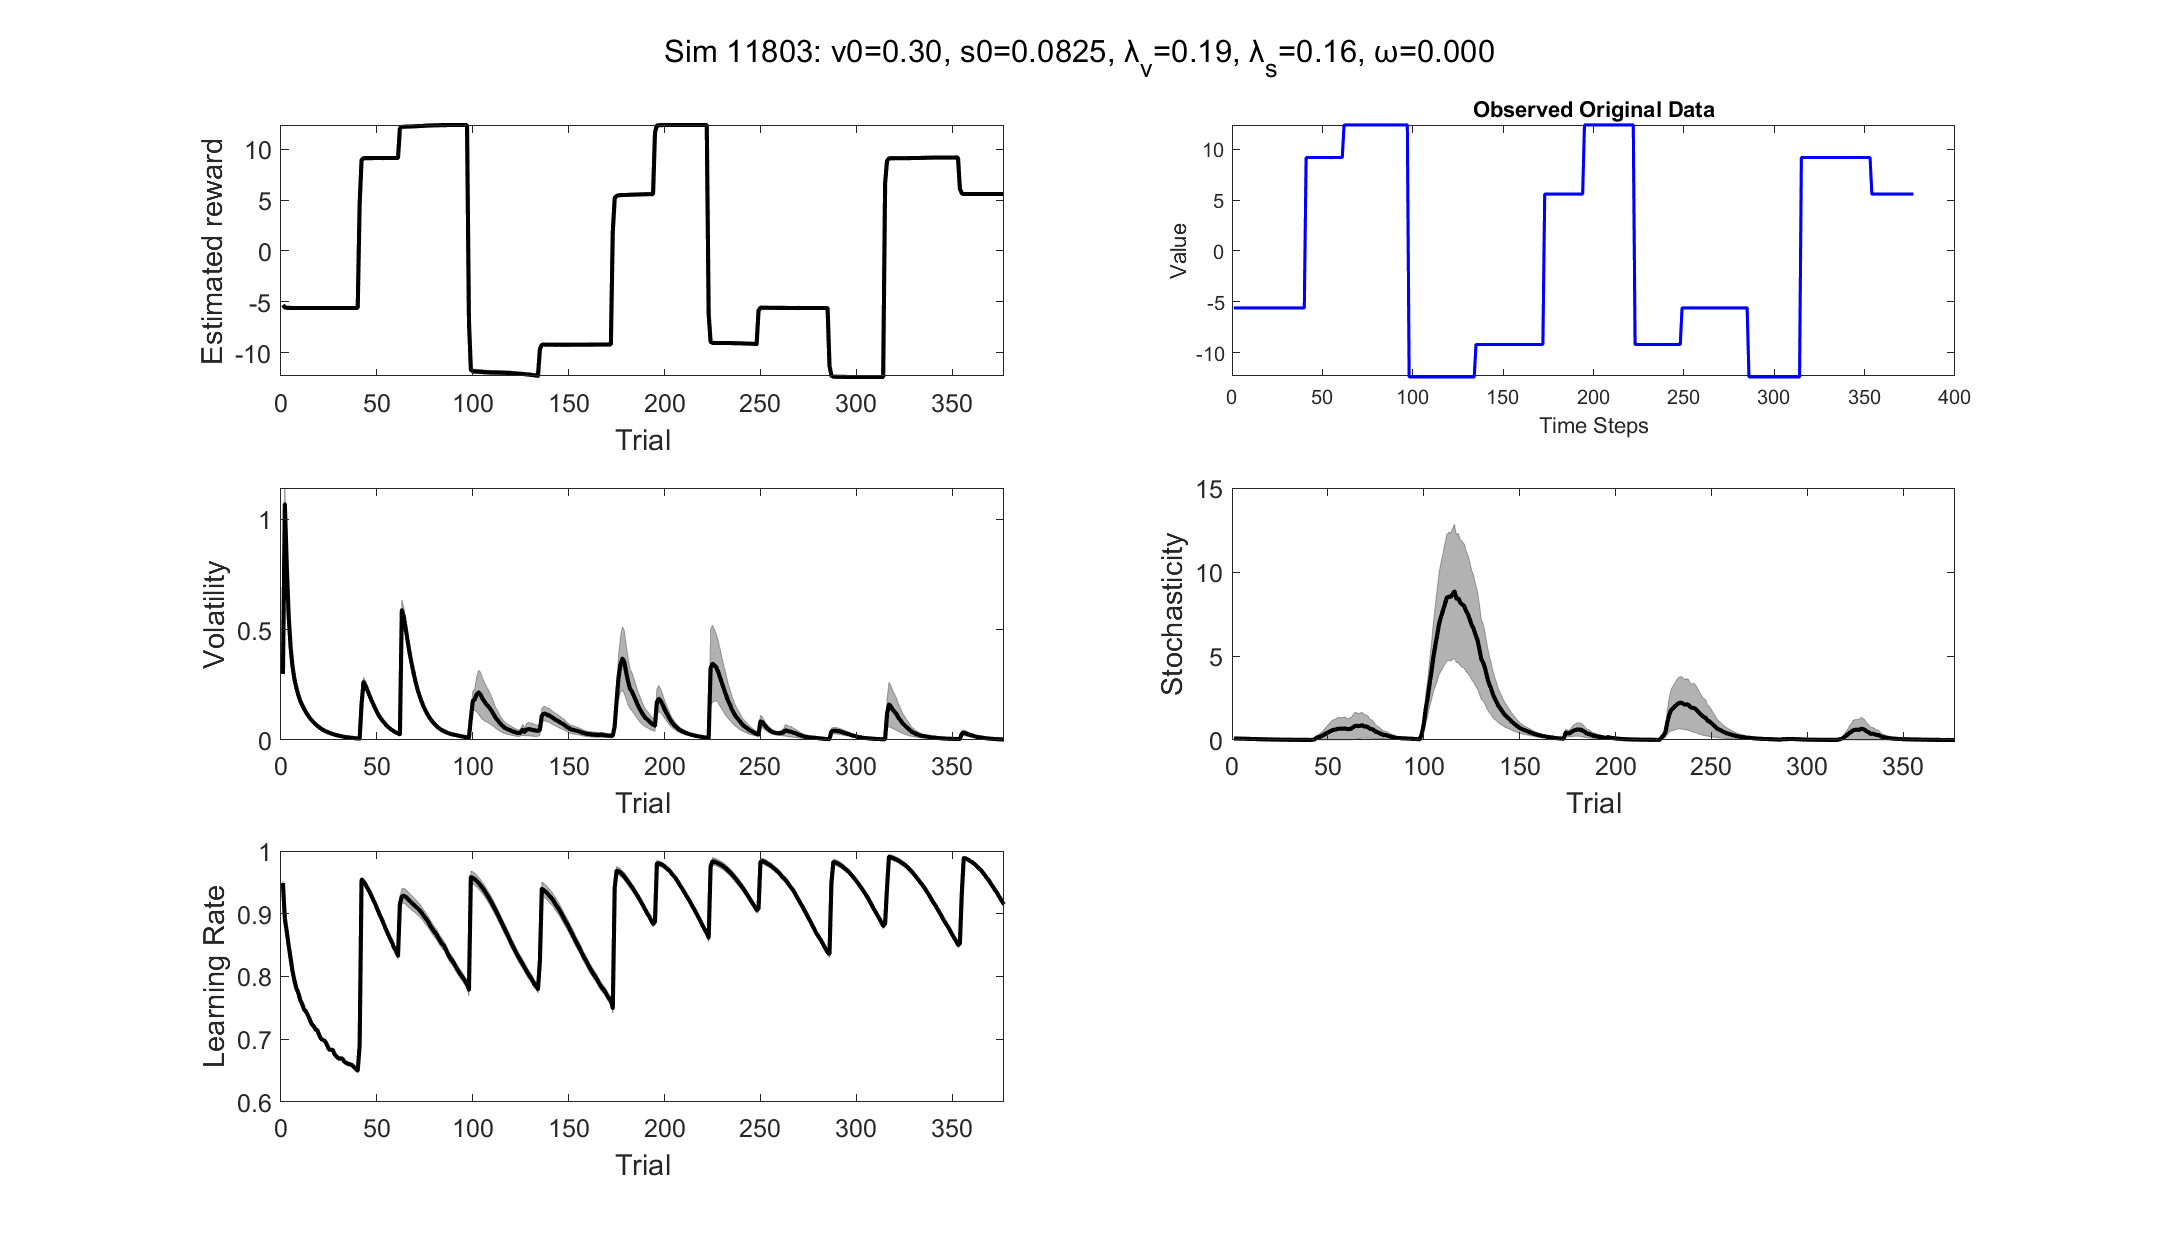 Sim 11803: v0=0.30, s0=0.0825, λ_v=0.19, λ_s=0.16, ω=0.000
Estimated reward
10
5
0
-5
-10
0 50 100 150 200 250 300 350
Trial
Observed Original Data
Value
10
5
0
-5
-10
0 50 100 150 200 250 300 350 400
Time Steps
Volatility
1
0.5
0
0 50 100 150 200 250 300 350
Trial
Stochasticity
15
10
5
0
0 50 100 150 200 250 300 350
Trial
Learning Rate
1
0.9
0.8
0.7
0.6
0 50 100 150 200 250 300 350
Trial